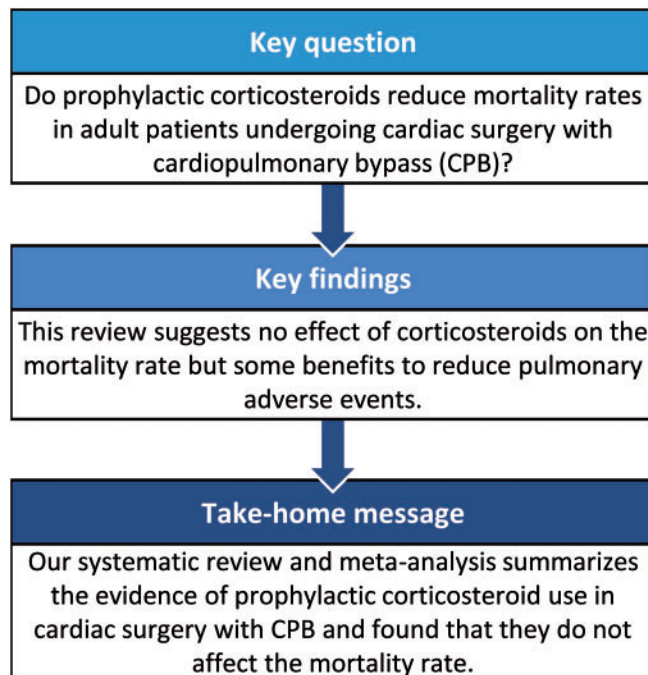 Key question
Do prophylactic corticosteroids reduce mortality rates
in adult patients undergoing cardiac surgery with
cardiopulmonary bypass (CPB)?
Key findings
This review suggests no effect of corticosteroids on the
mortality rate but some benefits to reduce pulmonary
adverse events.
Take-home message
Our systematic review and meta-analysis summarizes
the evidence of prophylactic corticosteroid use in
cardiac surgery with CPB and found that they do not
affect the mortality rate.